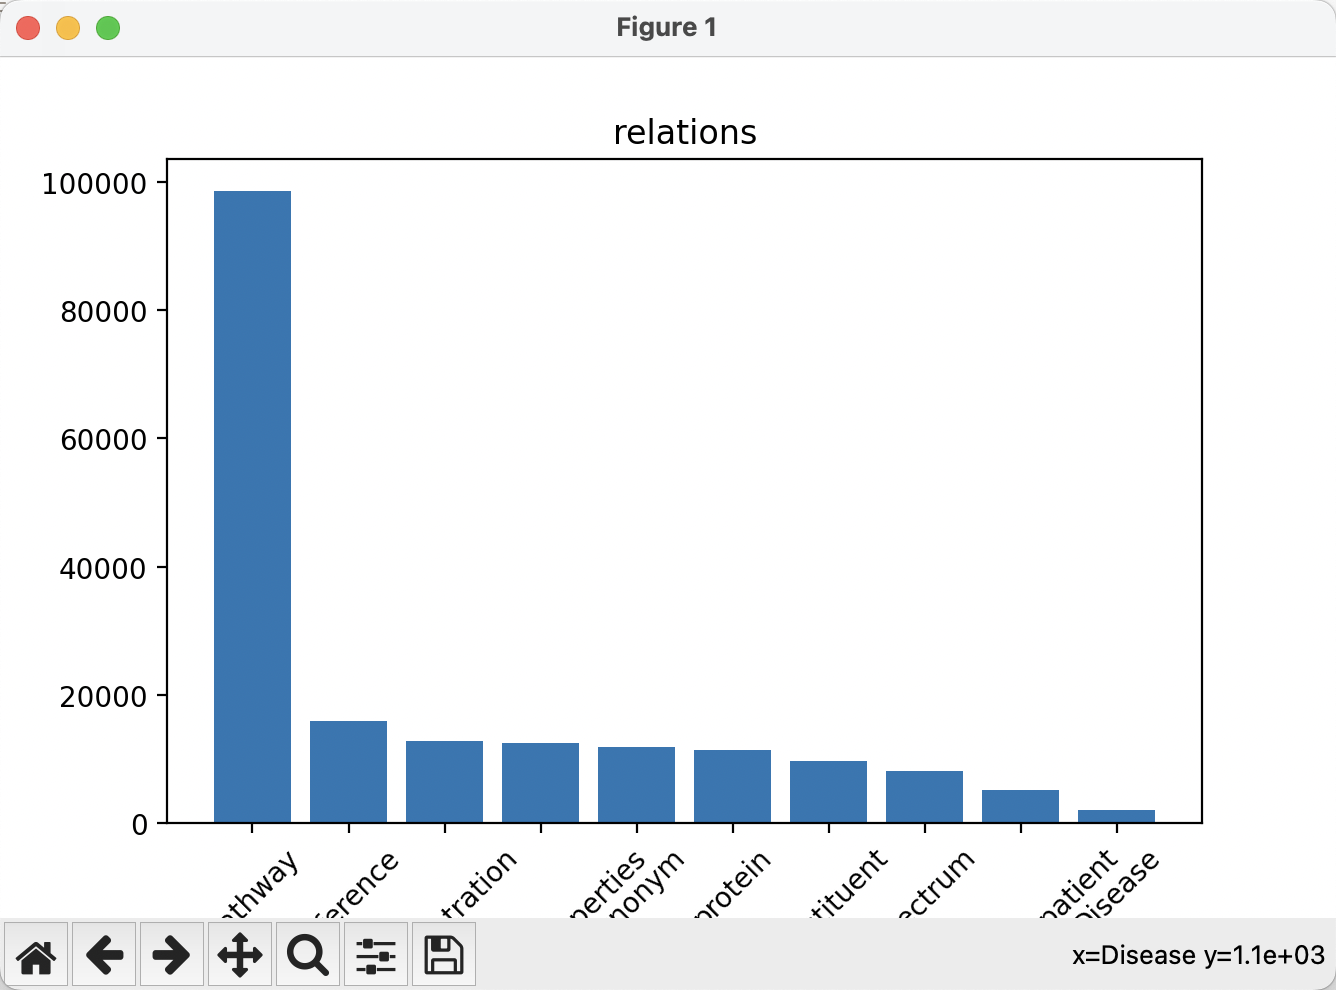 Figure 1
relations
100000
80000
60000
40000
20000
0
athway
ference
tration
perties
nonym
protein
tituent
ectrum
patient
Disease
x=Disease y=1.1e+03